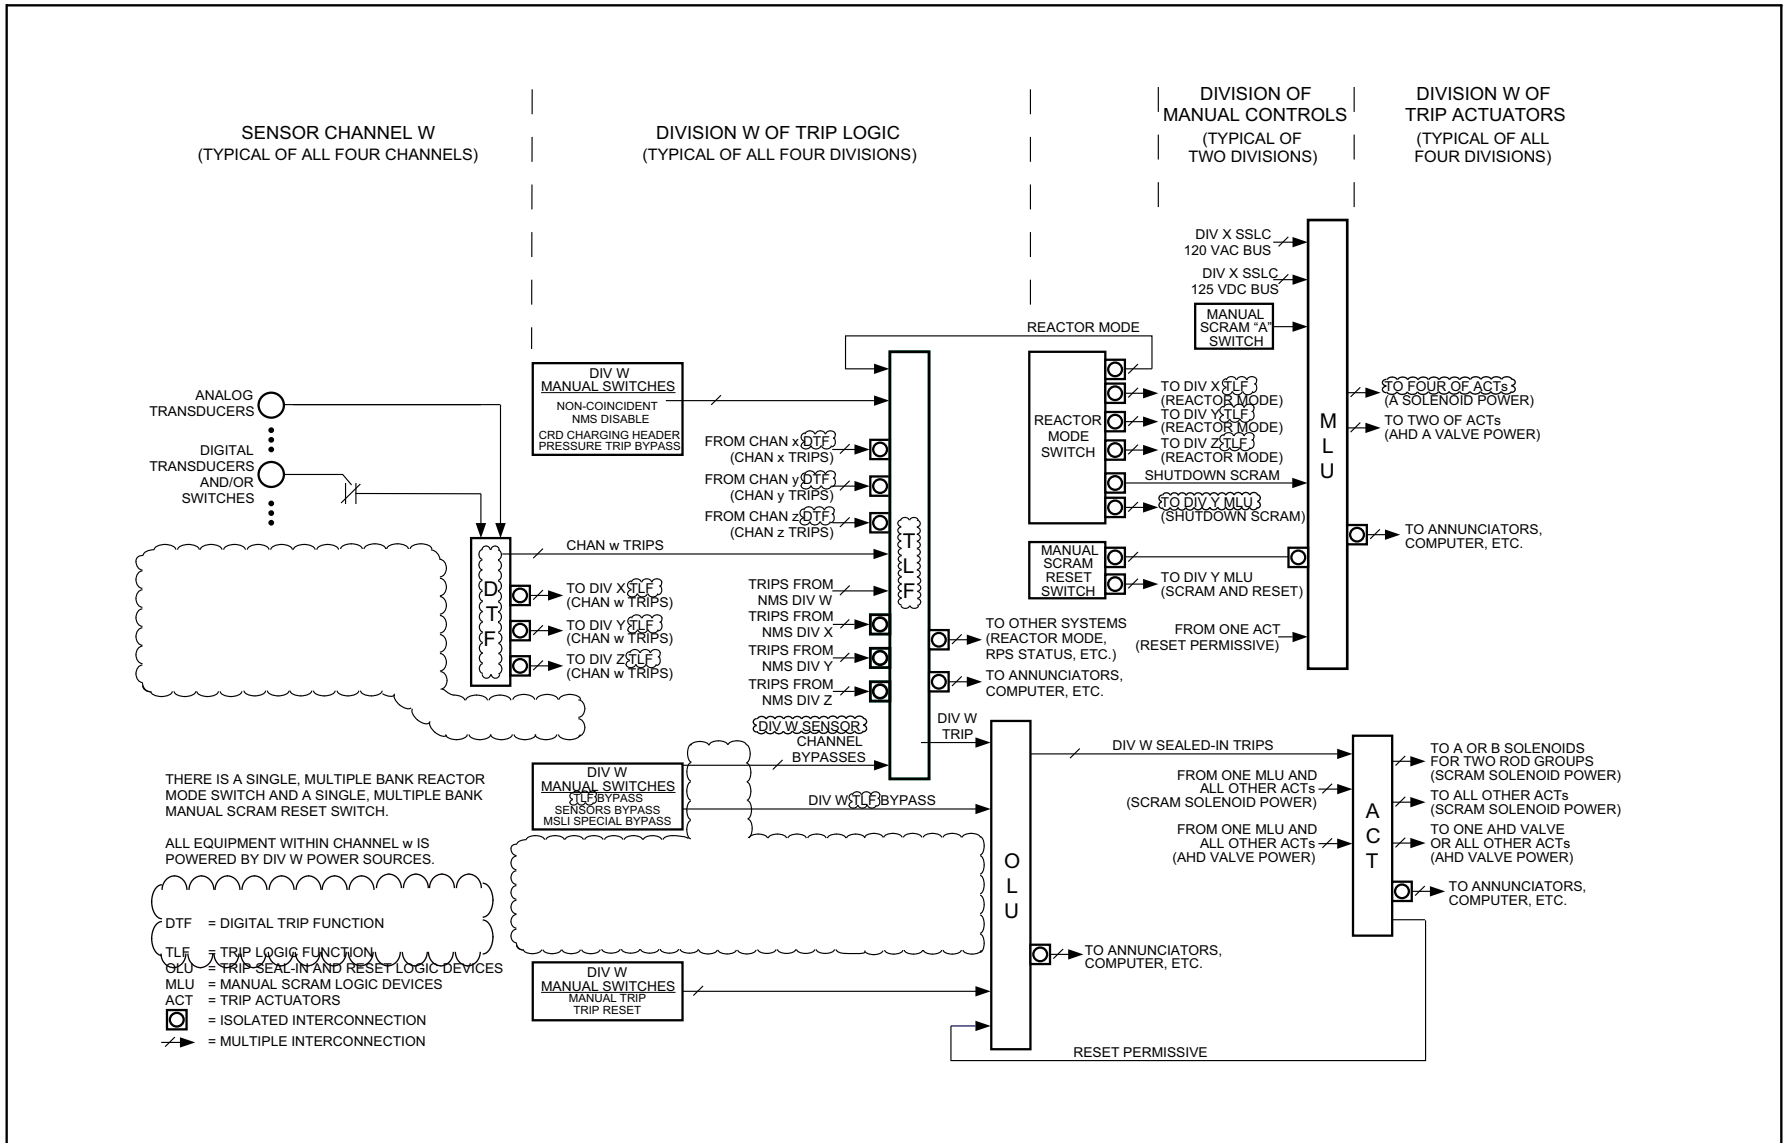 SENSOR CHANNEL W
(TYPICAL OF ALL FOUR CHANNELS)
DIVISION W OF TRIP LOGIC
(TYPICAL OF ALL FOUR DIVISIONS)
DIVISION OF
MANUAL CONTROLS
(TYPICAL OF
TWO DIVISIONS)
DIVISION W OF
TRIP ACTUATORS
(TYPICAL OF ALL
FOUR DIVISIONS)
ANALOG
TRANSDUCERS
DIGITAL
TRANSDUCERS
AND/OR
SWITCHES
DTF
CHAN w TRIPS
TO DIV X TLF
(CHAN w TRIPS)
TO DIV Y TLF
(CHAN w TRIPS)
TO DIV Z TLF
(CHAN w TRIPS)
DIV W
MANUAL SWITCHES
NON-COINCIDENT
NMS DISABLE
CRD CHARGING HEADER
PRESSURE TRIP BYPASS
FROM CHAN x DTF
(CHAN x TRIPS)
FROM CHAN y DTF
(CHAN y TRIPS)
FROM CHAN z DTF
(CHAN z TRIPS)
TRIPS FROM
NMS DIV W
TRIPS FROM
NMS DIV X
TRIPS FROM
NMS DIV Y
TRIPS FROM
NMS DIV Z
DIV W SENSOR
CHANNEL
BYPASSES
TLF
REACTOR MODE
TO OTHER SYSTEMS
(REACTOR MODE,
RPS STATUS, ETC.)
TO ANNUNCIATORS,
COMPUTER, ETC.
DIV W
TRIP
DIV W
MANUAL SWITCHES
TLF BYPASS
SENSORS BYPASS
MSLI SPECIAL BYPASS
DIV W TLF BYPASS
DIV W
MANUAL SWITCHES
MANUAL TRIP
TRIP RESET
OLU
TO ANNUNCIATORS,
COMPUTER, ETC.
RESET PERMISSIVE
DIV W SEALED-IN TRIPS
REACTOR
MODE
SWITCH
TO DIV X TLF
(REACTOR MODE)
TO DIV Y TLF
(REACTOR MODE)
TO DIV Z TLF
(REACTOR MODE)
SHUTDOWN SCRAM
TO DIV Y MLU
(SHUTDOWN SCRAM)
MANUAL
SCRAM
RESET
SWITCH
TO DIV Y MLU
(SCRAM AND RESET)
FROM ONE ACT
(RESET PERMISSIVE)
DIV X SSLC
120 VAC BUS
DIV X SSLC
125 VDC BUS
MANUAL
SCRAM "A"
SWITCH
MLU
TO FOUR OF ACTs
(A SOLENOID POWER)
TO TWO OF ACTs
(AHD A VALVE POWER)
TO ANNUNCIATORS,
COMPUTER, ETC.
FROM ONE MLU AND
ALL OTHER ACTs
(SCRAM SOLENOID POWER)
FROM ONE MLU AND
ALL OTHER ACTs
(AHD VALVE POWER)
ACT
TO A OR B SOLENOIDS
FOR TWO ROD GROUPS
(SCRAM SOLENOID POWER)
TO ALL OTHER ACTs
(SCRAM SOLENOID POWER)
TO ONE AHD VALVE
OR ALL OTHER ACTs
(AHD VALVE POWER)
TO ANNUNCIATORS,
COMPUTER, ETC.
THERE IS A SINGLE, MULTIPLE BANK REACTOR
MODE SWITCH AND A SINGLE, MULTIPLE BANK
MANUAL SCRAM RESET SWITCH.
ALL EQUIPMENT WITHIN CHANNEL w IS
POWERED BY DIV W POWER SOURCES.
DTF = DIGITAL TRIP FUNCTION
TLF = TRIP LOGIC FUNCTION
OLU = TRIP SEAL-IN AND RESET LOGIC DEVICES
MLU = MANUAL SCRAM LOGIC DEVICES
ACT = TRIP ACTUATORS
= ISOLATED INTERCONNECTION
= MULTIPLE INTERCONNECTION